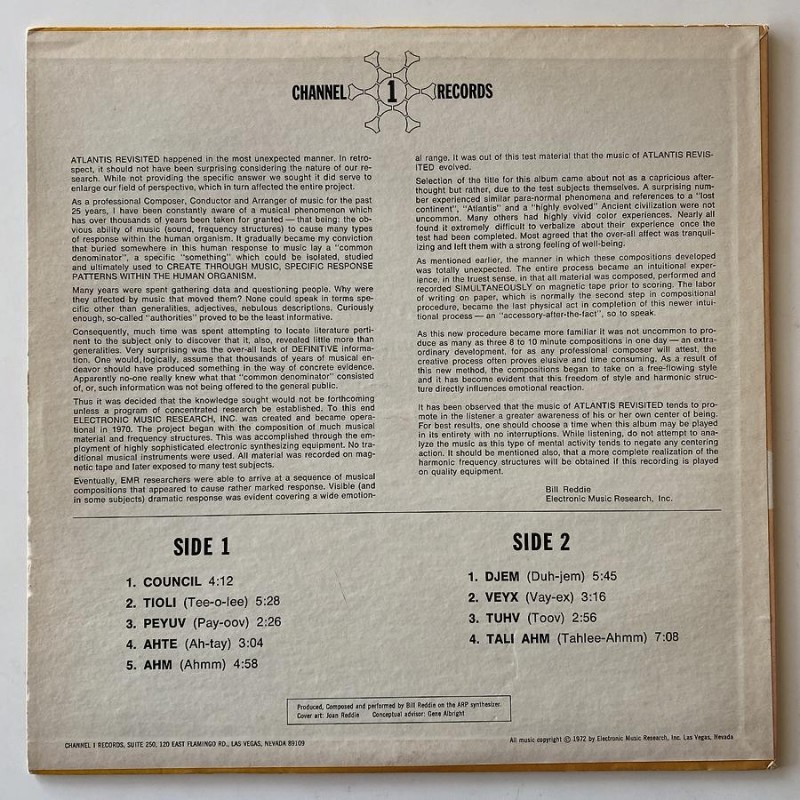 CHANNEL 1 RECORDS
ATLANTIS REVISITED happened in the most unexpected manner. In retro-
spect, it should not have been surprising considering the nature of our re-
search. While not providing the specific answer we sought it did serve to
enlarge our field of perspective, which in turn affected the entire project.
As a professional Composer, Conductor and Arranger of music for the past
25 years, I have been constantly aware of a musical phenomenon which
has over thousands of years been taken for granted — that being: the ob-
vious ability of music (sound, frequency structures) to cause many types
of response within the human organism. It gradually became my conviction
that buried somewhere in this human response to music lay a "common
denominator", a specific "something" which could be isolated, studied
and ultimately used to CREATE THROUGH MUSIC, SPECIFIC RESPONSE
PATTERNS WITHIN THE HUMAN ORGANISM.
Many years were spent gathering data and questioning people. Why were
they affected by music that moved them? None could speak in terms spe-
cific other than generalities, adjectives, nebulous descriptions. Curiously
enough, so-called "authorities" proved to be the least informative.
Consequently, much time was spent attempting to locate literature perti-
nent to the subject only to discover that it, also, revealed little more than
generalities. Very surprising was the over-all lack of DEFINITIVE informa-
tion. One would, logically, assume that thousands of years of musical en-
deavor should have produced something in the way of concrete evidence.
Apparently no-one really knew what that "common denominator" consisted
of, or, such information was not being offered to the general public.
Thus it was decided that the knowledge sought would not be forthcoming
unless a program of concentrated research be established. To this end
ELECTRONIC MUSIC RESEARCH, INC. was created and became opera-
tional in 1970. The project began with the composition of much musical
material and frequency structures. This was accomplished through the em-
ployment of highly sophisticated electronic synthesizing equipment. No tra-
ditional musical instruments were used. All material was recorded on mag-
netic tape and later exposed to many test subjects.
Eventually, EMR researchers were able to arrive at a sequence of musical
compositions that appeared to cause rather marked response. Visible (and
in some subjects) dramatic response was evident covering a wide emotion-
al range. It was out of this test material that the music of ATLANTIS REVIS-
ITED evolved.
Selection of the title for this album came about not as a capricious after-
thought but rather, due to the test subjects themselves. A surprising num-
ber experienced similar para-normal phenomena and references to a "lost
continent", "Atlantis" and a "highly evolved" Ancient civilization were not
uncommon. Many others had highly vivid color experiences. Nearly all
found it extremely difficult to verbalize about their experience once the
test had been completed. Most agreed that the over-all affect was tranquil-
izing and left them with a strong feeling of well-being.
As mentioned earlier, the manner in which these compositions developed
was totally unexpected. The entire process became an intuitional experi-
ence, in the truest sense, in that all material was composed, performed and
recorded SIMULTANEOUSLY on magnetic tape prior to scoring. The labor
of writing on paper, which is normally the second step in compositional
procedure, became the last physical act in completion of this newer intui-
tional process — an "accessory-after-the-fact", so to speak.
As this new procedure became more familiar it was not uncommon to pro-
duce as many as three 8 to 10 minute compositions in one day — an extra-
ordinary development, for as any professional composer will attest, the
creative process often proves elusive and time consuming. As a result of
this new method, the compositions began to take on a free-flowing style
and it has become evident that this freedom of style and harmonic struc-
ture directly influences emotional reaction.
It has been observed that the music of ATLANTIS REVISITED tends to pro-
mote in the listener a greater awareness of his or her own center of being.
For best results, one should choose a time when this album may be played
in its entirety with no interruptions. While listening, do not attempt to ana-
lyze the music as this type of mental activity tends to negate any centering
action. It should be mentioned also, that a more complete realization of the
harmonic frequency structures will be obtained if this recording is played
on quality equipment.
Bill Reddie
Electronic Music Research, Inc.
SIDE 1
1. COUNCIL 4:12
2. TIOLI (Tee-o-lee) 5:28
3. PEYUV (Pay-oov) 2:26
4. AHTE (Ah-tay) 3:04
5. AHM (Ahmm) 4:58
SIDE 2
1. DJEM (Duh-jem) 5:45
2. VEYX (Vay-ex) 3:16
3. TUHV (Toov) 2:56
4. TALI AHM (Tahlee-Ahmm) 7:08
Produced, Composed and performed by Bill Reddie on the ARP synthesizer.
Cover art: Joan Reddie Conceptual advisor: Gene Albright
CHANNEL 1 RECORDS, SUITE 250, 120 EAST FLAMINGO RD., LAS VEGAS, NEVADA 89109
All music copyright © 1972 by Electronic Music Research, Inc. Las Vegas, Nevada